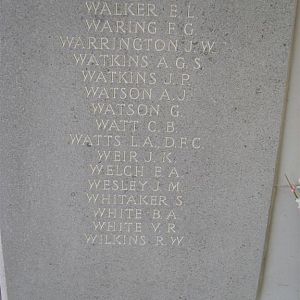 WALKER E.L.
WARING F.G.
WARRINGTON J.W.
WATKINS A.G.S.
WATKINS J.P.
WATSON A.J.
WATSON G.
WATT C.B.
WATTS L.A., D.F.C.
WEIR J.K.
WELCH E.A.
WESLEY J.M.
WHITAKER S.
WHITE B.A.
WHITE V.R.
WILKINS R.W.